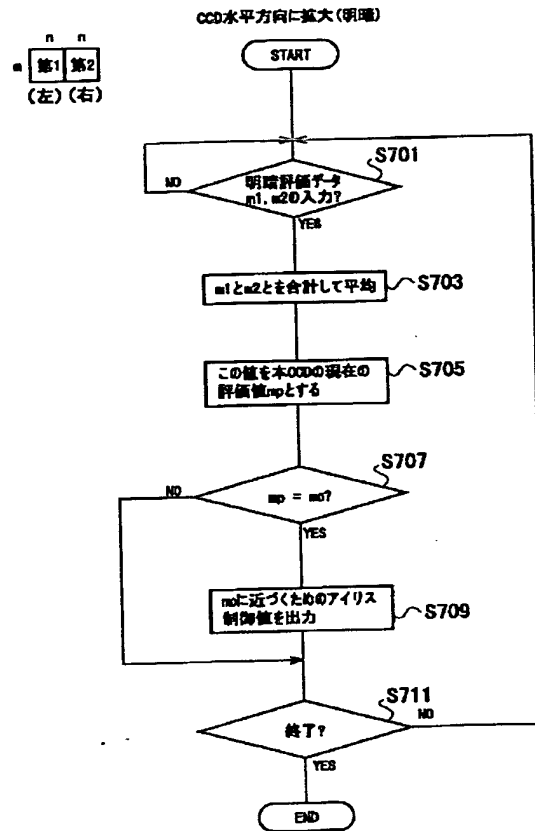 CCD水平方向に拡大(明暗)
n n
m 第1 第2
(左) (右)
START
S701
明暗評価データ
m1, m2の入力?
NO
YES
m1とm2とを合計して平均
S703
この値を本CCDの現在の
評価値mpとする
S705
S707
mp = mo?
NO
YES
moに近づくためのアイリス
制御値を出力
S709
S711
終了?
NO
YES
END